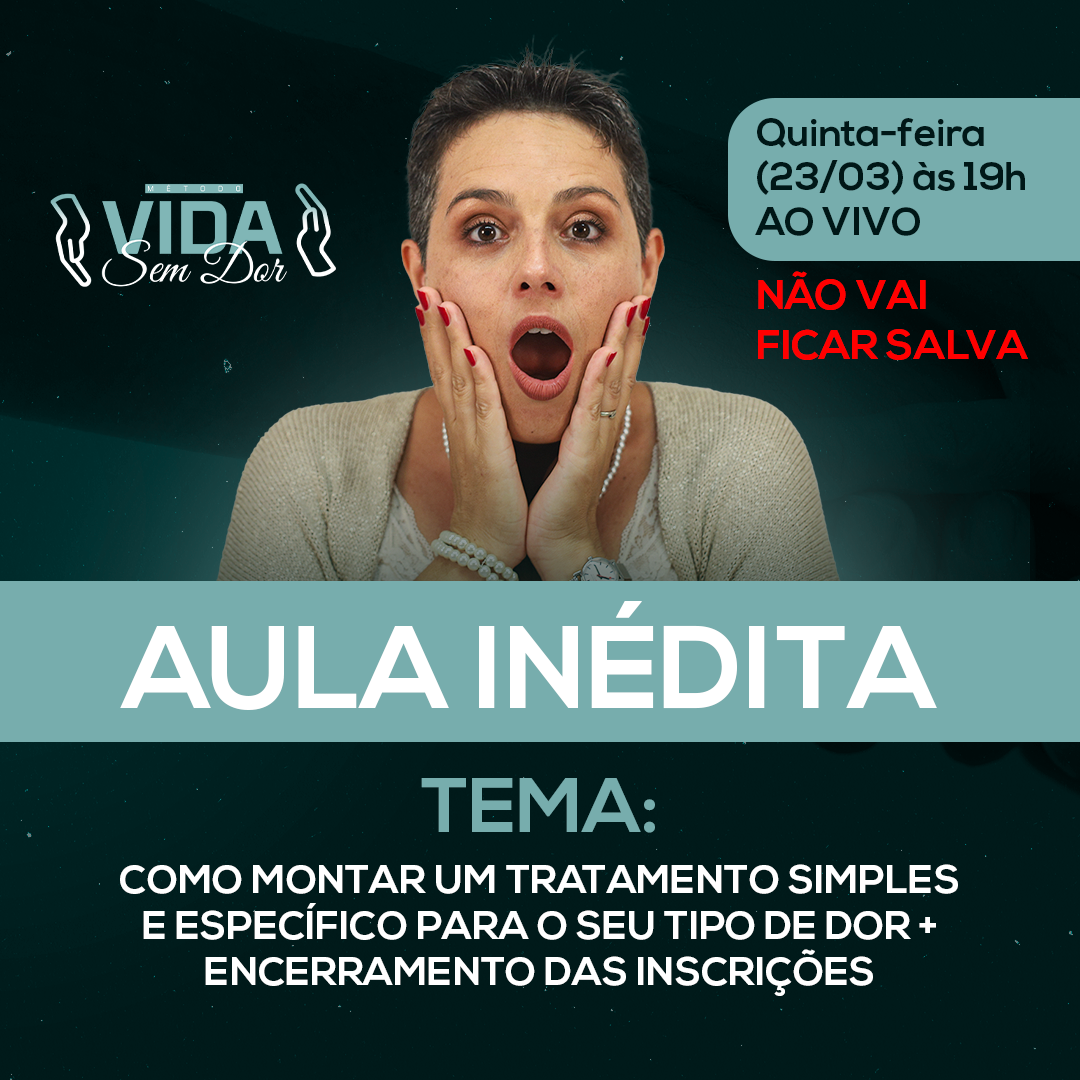 MÉTODO
VIDA
Sem Dor
Quinta-feira
(23/03) às 19h
AO VIVO
NÃO VAI
FICAR SALVA
AULA INÉDITA
TEMA:
COMO MONTAR UM TRATAMENTO SIMPLES
E ESPECÍFICO PARA O SEU TIPO DE DOR +
ENCERRAMENTO DAS INSCRIÇÕES